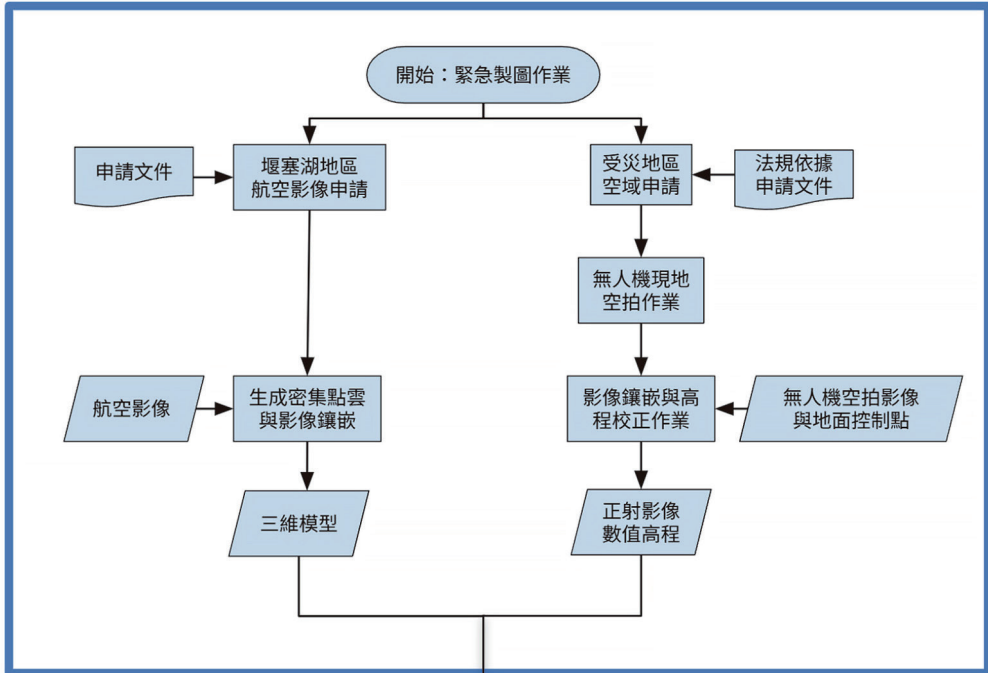 開始：緊急製圖作業
申請文件
堰塞湖地區
航空影像申請
受災地區
空域申請
法規依據
申請文件
無人機現地
空拍作業
航空影像
生成密集點雲
與影像鑲嵌
影像鑲嵌與高
程校正作業
無人機空拍影像
與地面控制點
三維模型
正射影像
數值高程